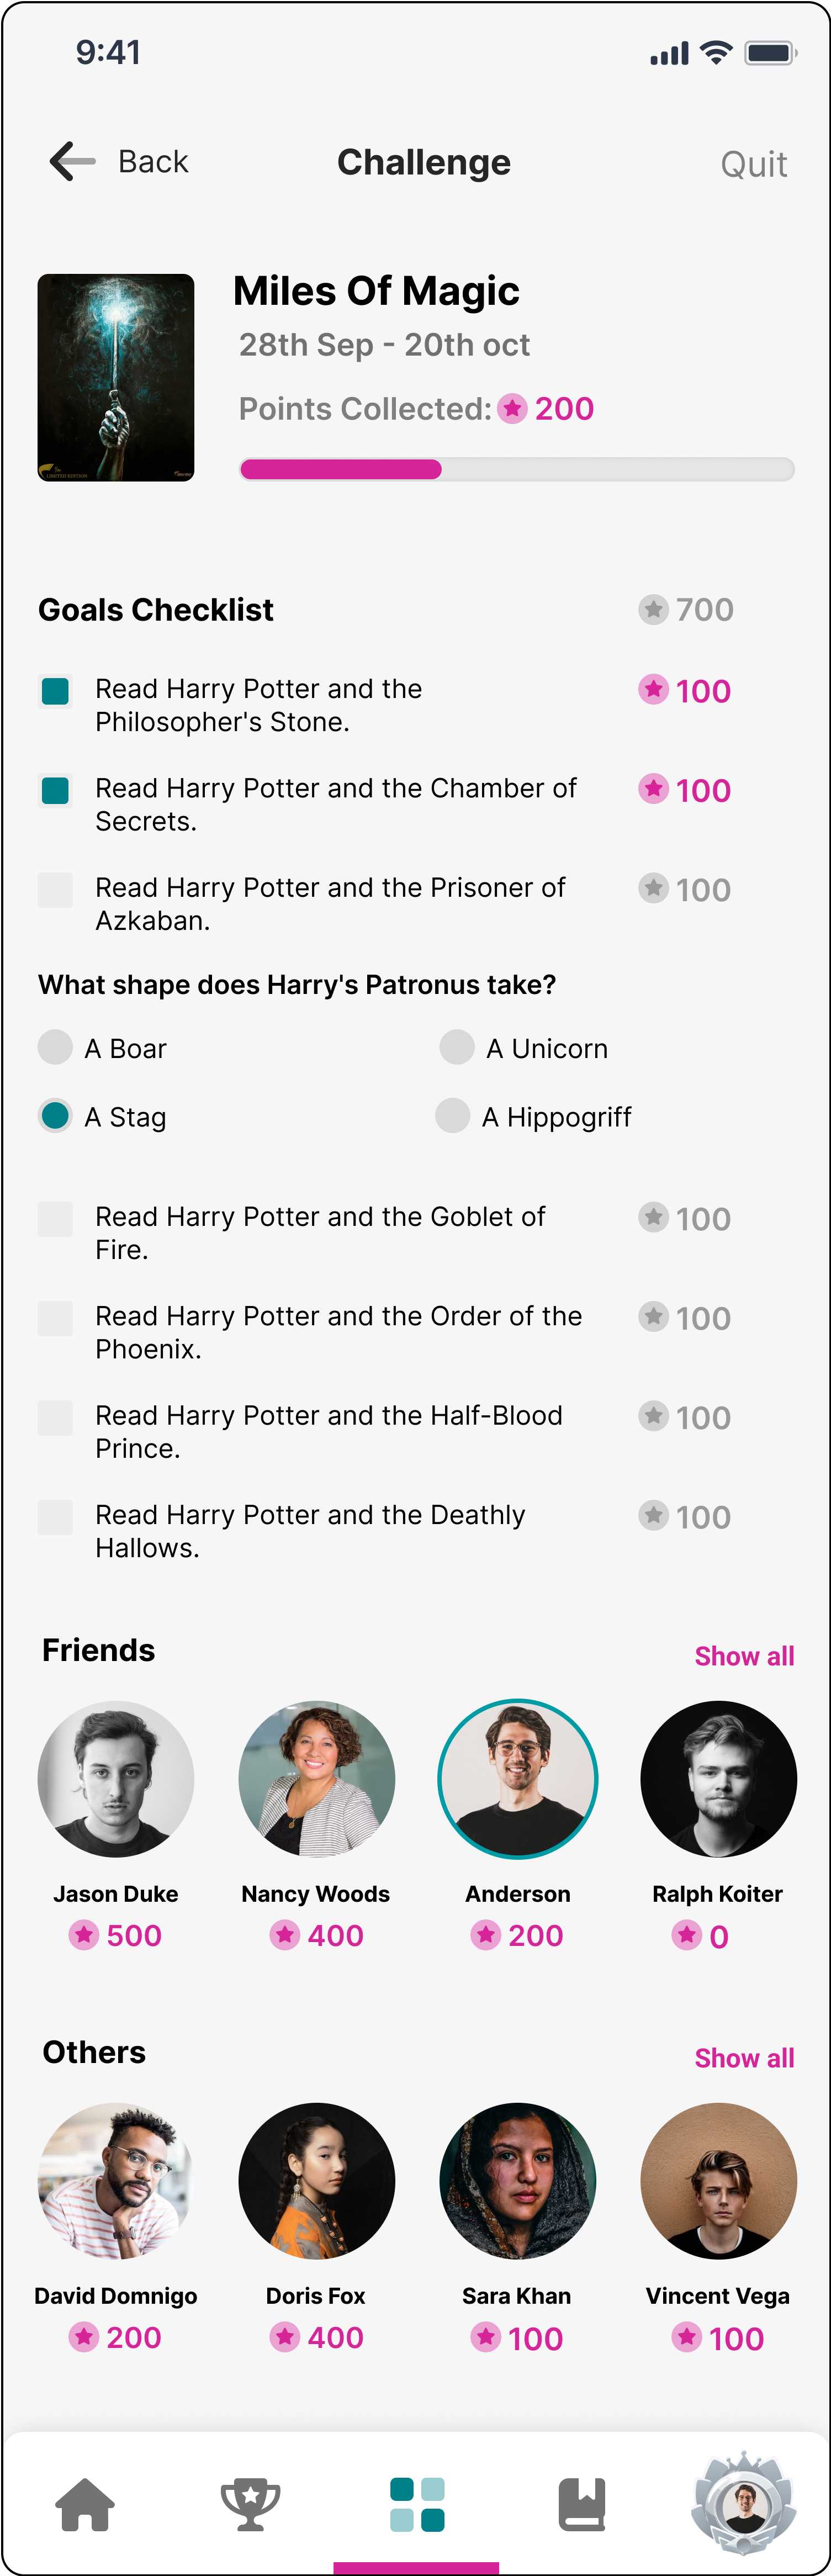 9:41
Back
Challenge
Quit
Miles Of Magic
28th Sep - 20th oct
Points Collected: 200
LIMITED EDITION
Goals Checklist
700
Read Harry Potter and the
Philosopher's Stone.
100
Read Harry Potter and the Chamber of
Secrets.
100
Read Harry Potter and the Prisoner of
Azkaban.
100
What shape does Harry's Patronus take?
A Boar
A Unicorn
A Stag
A Hippogriff
Read Harry Potter and the Goblet of
Fire.
100
Read Harry Potter and the Order of the
Phoenix.
100
Read Harry Potter and the Half-Blood
Prince.
100
Read Harry Potter and the Deathly
Hallows.
100
Friends
Show all
Jason Duke
Nancy Woods
Anderson
Ralph Koiter
500
400
200
0
Others
Show all
David Domnigo
Doris Fox
Sara Khan
Vincent Vega
200
400
100
100